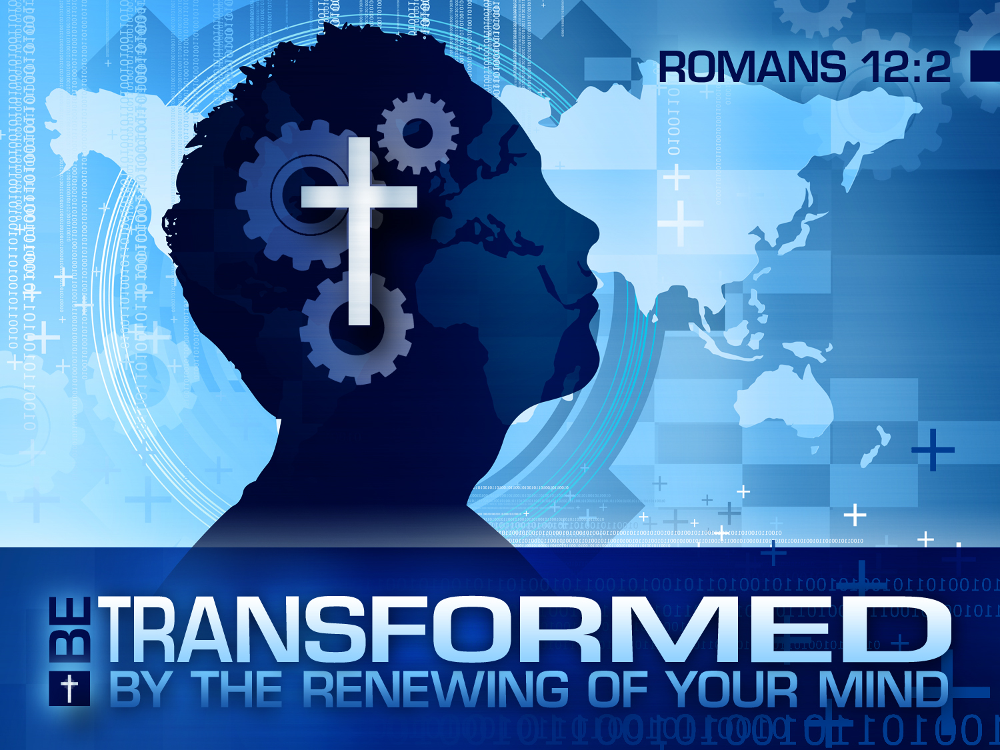 ROMANS 12:2
BE TRANSFORMED
BY THE RENEWING OF YOUR MIND